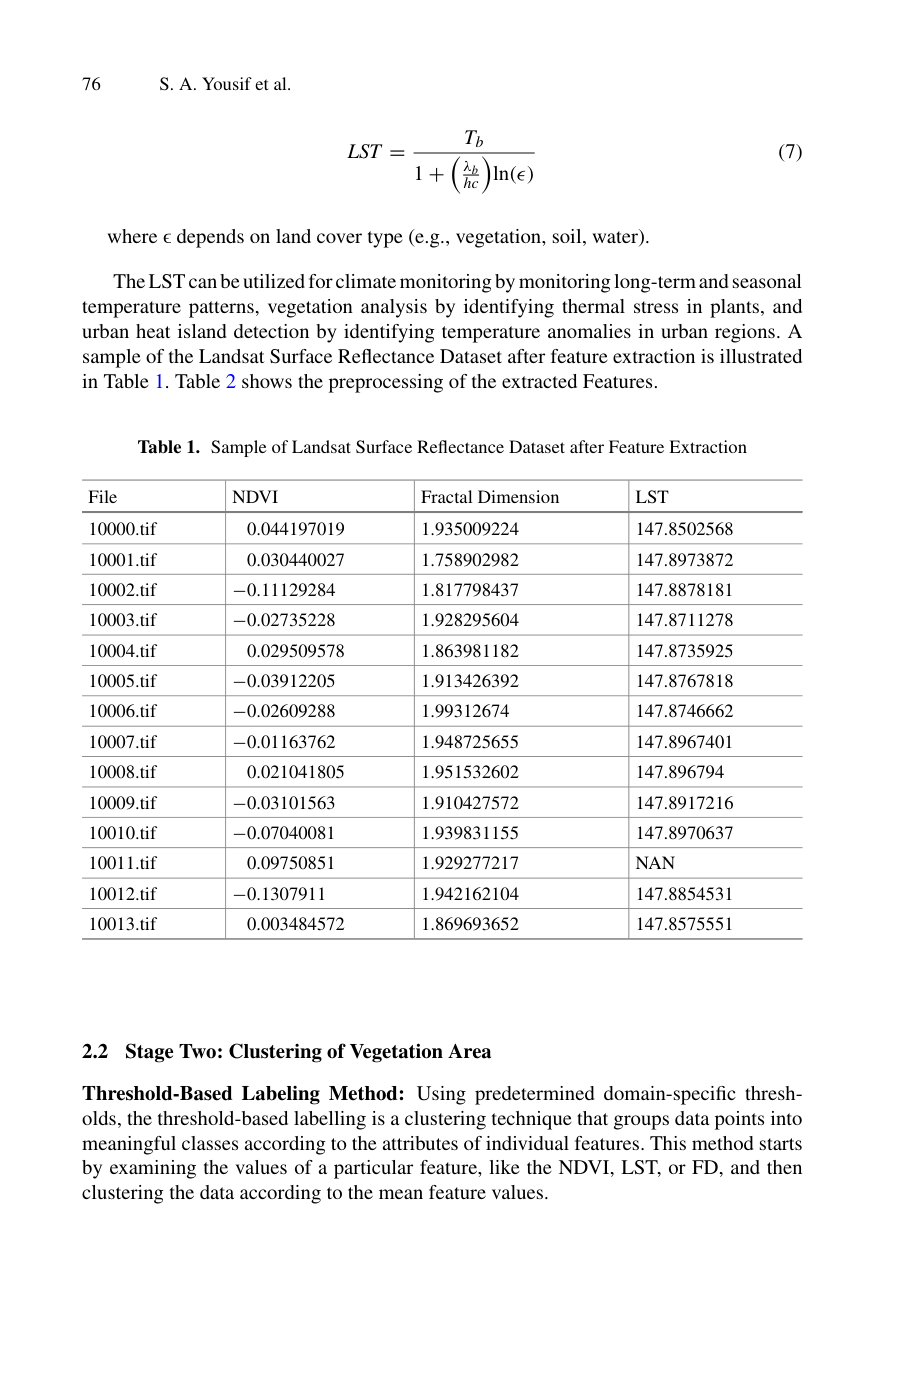 76 S. A. Yousif et al.
LST = T_b / (1 + (λ_b / hc) ln(ϵ)) (7)
where ϵ depends on land cover type (e.g., vegetation, soil, water).
The LST can be utilized for climate monitoring by monitoring long-term and seasonal
temperature patterns, vegetation analysis by identifying thermal stress in plants, and
urban heat island detection by identifying temperature anomalies in urban regions. A
sample of the Landsat Surface Reflectance Dataset after feature extraction is illustrated
in Table 1. Table 2 shows the preprocessing of the extracted Features.
Table 1. Sample of Landsat Surface Reflectance Dataset after Feature Extraction
File NDVI Fractal Dimension LST
10000.tif 0.044197019 1.935009224 147.8502568
10001.tif 0.030440027 1.758902982 147.8973872
10002.tif −0.11129284 1.817798437 147.8878181
10003.tif −0.02735228 1.928295604 147.8711278
10004.tif 0.029509578 1.863981182 147.8735925
10005.tif −0.03912205 1.913426392 147.8767818
10006.tif −0.02609288 1.99312674 147.8746662
10007.tif −0.01163762 1.948725655 147.8967401
10008.tif 0.021041805 1.951532602 147.896794
10009.tif −0.03101563 1.910427572 147.8917216
10010.tif −0.07040081 1.939831155 147.8970637
10011.tif 0.09750851 1.929277217 NAN
10012.tif −0.1307911 1.942162104 147.8854531
10013.tif 0.003484572 1.869693652 147.8575551
2.2 Stage Two: Clustering of Vegetation Area
Threshold-Based Labeling Method: Using predetermined domain-specific thresh-
olds, the threshold-based labelling is a clustering technique that groups data points into
meaningful classes according to the attributes of individual features. This method starts
by examining the values of a particular feature, like the NDVI, LST, or FD, and then
clustering the data according to the mean feature values.